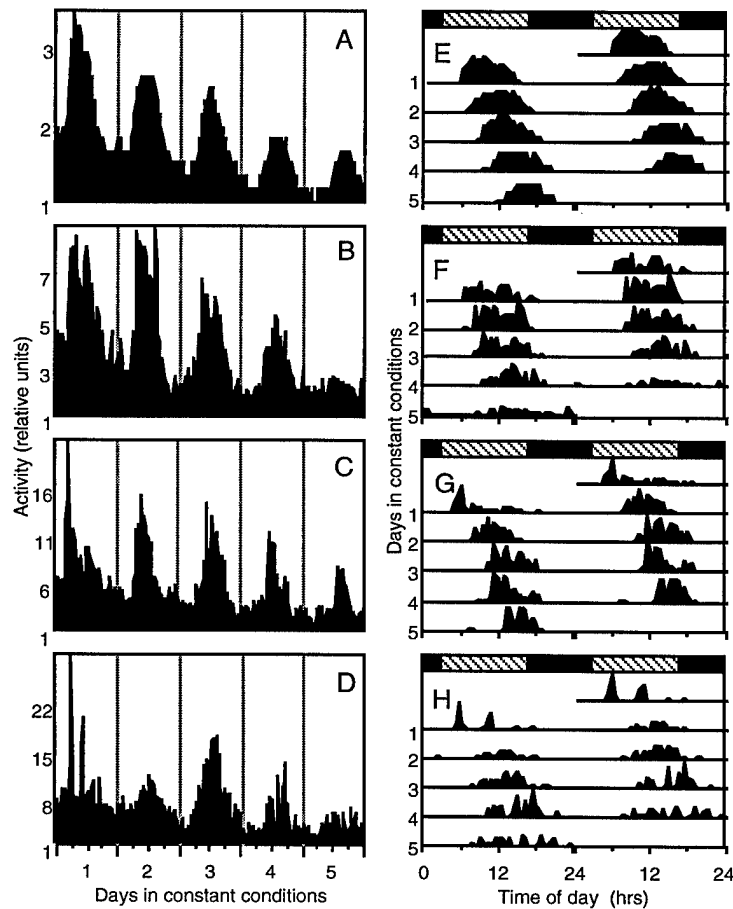 A
3
2
1
B
7
5
3
1
C
16
11
6
1
D
22
15
8
1
1 2 3 4 5
Days in constant conditions
Activity (relative units)
E
1
2
3
4
5
F
1
2
3
4
5
G
1
2
3
4
5
H
1
2
3
4
5
0 12 24 12 24
Time of day (hrs)
Days in constant conditions